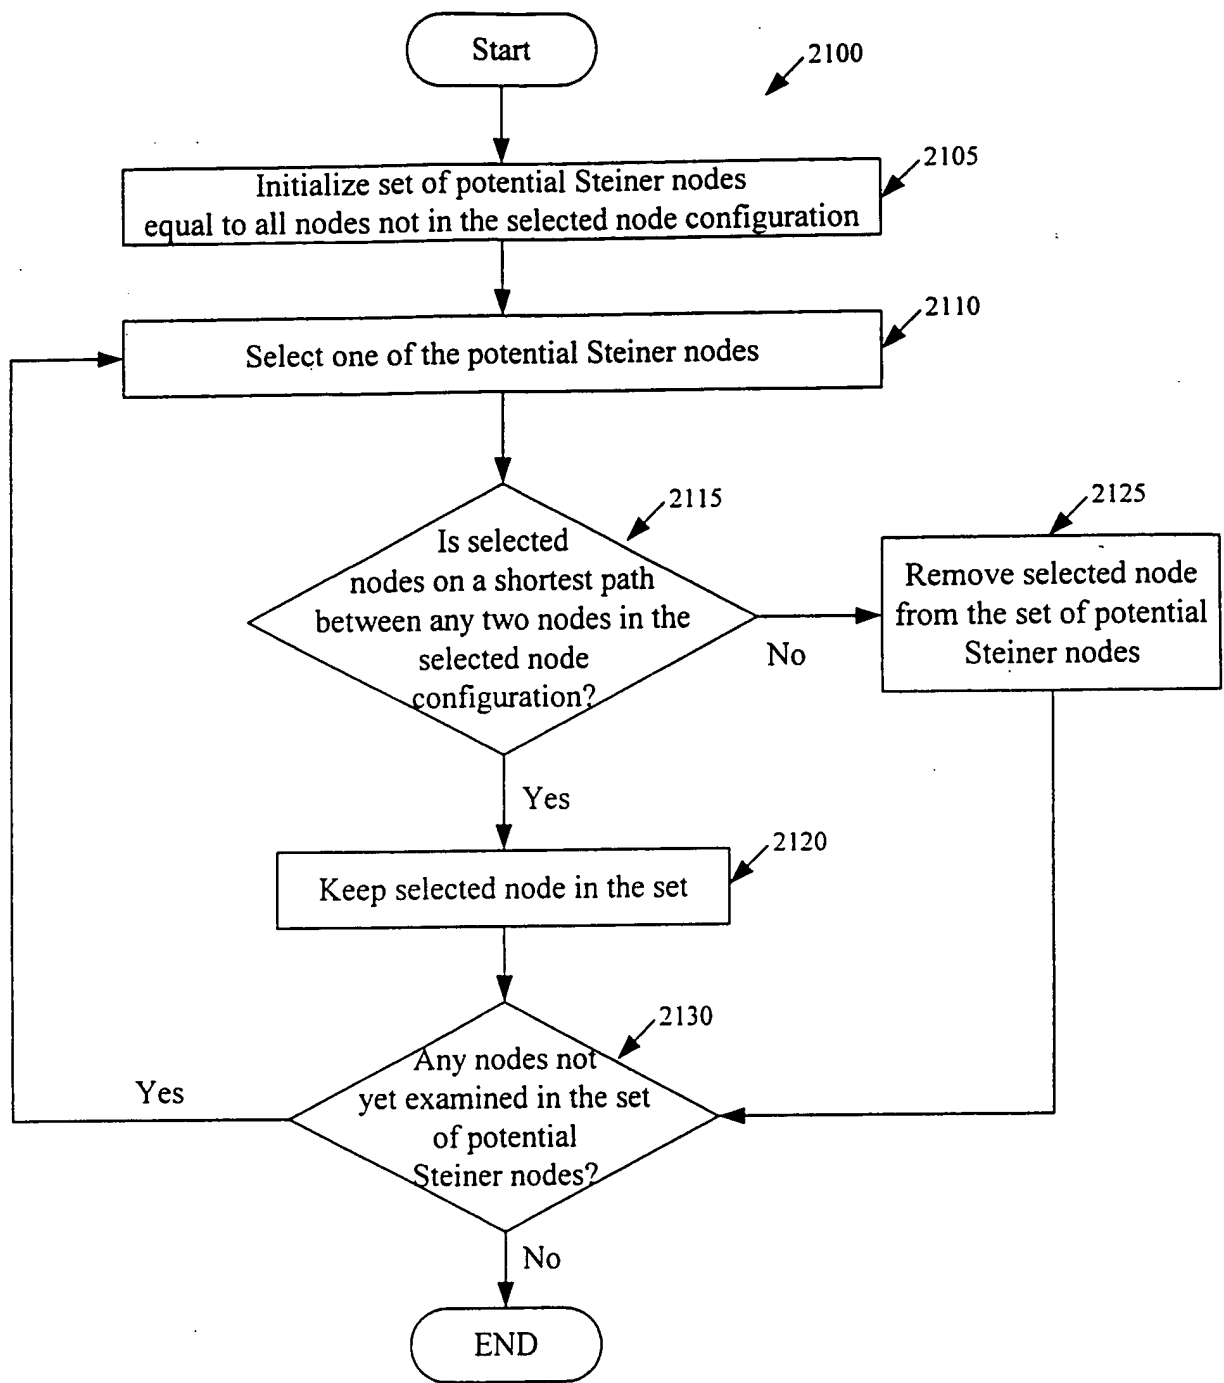 Start
2100
2105
Initialize set of potential Steiner nodes
equal to all nodes not in the selected node configuration
2110
Select one of the potential Steiner nodes
2115
Is selected
nodes on a shortest path
between any two nodes in the
selected node
configuration?
No
2125
Remove selected node
from the set of potential
Steiner nodes
Yes
2120
Keep selected node in the set
2130
Any nodes not
yet examined in the set
of potential
Steiner nodes?
Yes
No
END